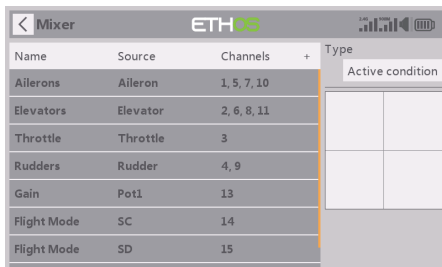 Mixer
ETHOS
2.4G
Name Source Channels +
Type
Active condition
Ailerons Aileron 1, 5, 7, 10
Elevators Elevator 2, 6, 8, 11
Throttle Throttle 3
Rudders Rudder 4, 9
Gain Pot1 13
Flight Mode SC 14
Flight Mode SD 15